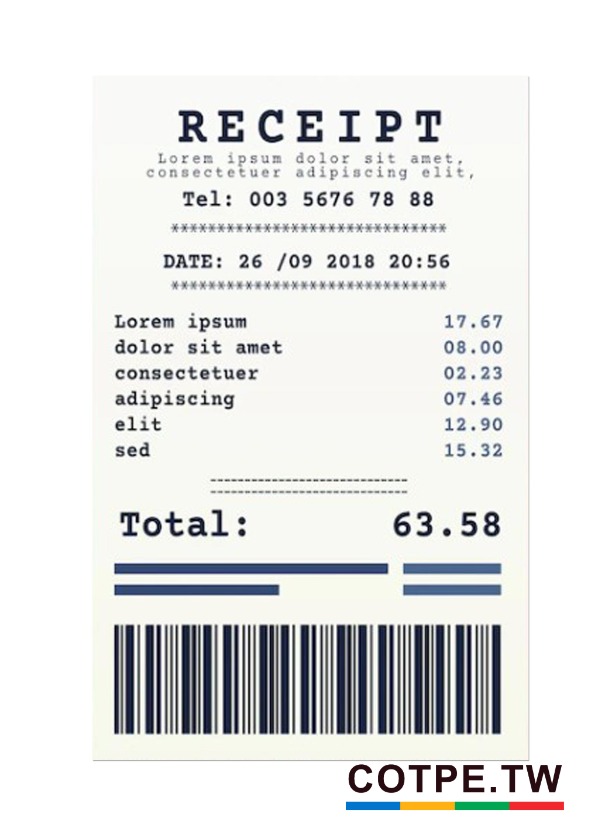 RECEIPT
Lorem ipsum dolor sit amet,
consectetuer adipiscing elit,
Tel: 003 5676 78 88
******************************
DATE: 26 /09 2018 20:56
******************************
Lorem ipsum 17.67
dolor sit amet 08.00
consectetuer 02.23
adipiscing 07.46
elit 12.90
sed 15.32
Total: 63.58
COTPE.TW